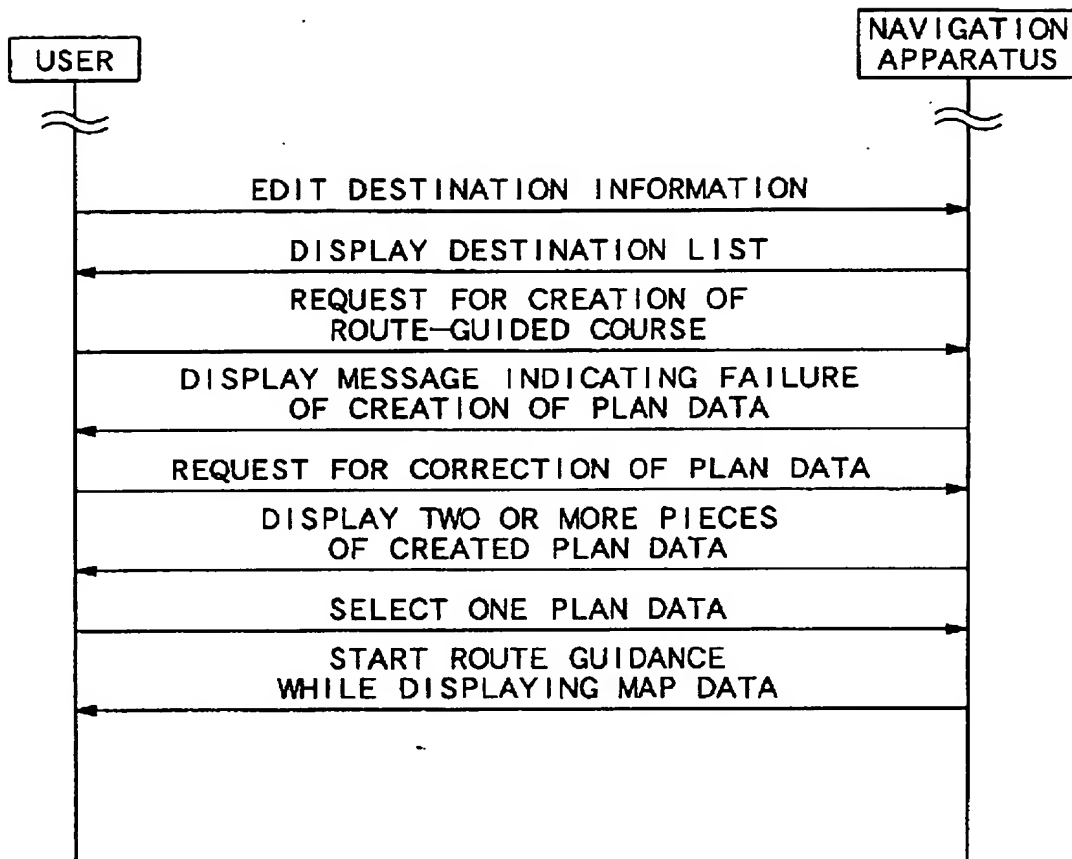 USER
NAVIGATION
APPARATUS
EDIT DESTINATION INFORMATION
DISPLAY DESTINATION LIST
REQUEST FOR CREATION OF
ROUTE-GUIDED COURSE
DISPLAY MESSAGE INDICATING FAILURE
OF CREATION OF PLAN DATA
REQUEST FOR CORRECTION OF PLAN DATA
DISPLAY TWO OR MORE PIECES
OF CREATED PLAN DATA
SELECT ONE PLAN DATA
START ROUTE GUIDANCE
WHILE DISPLAYING MAP DATA